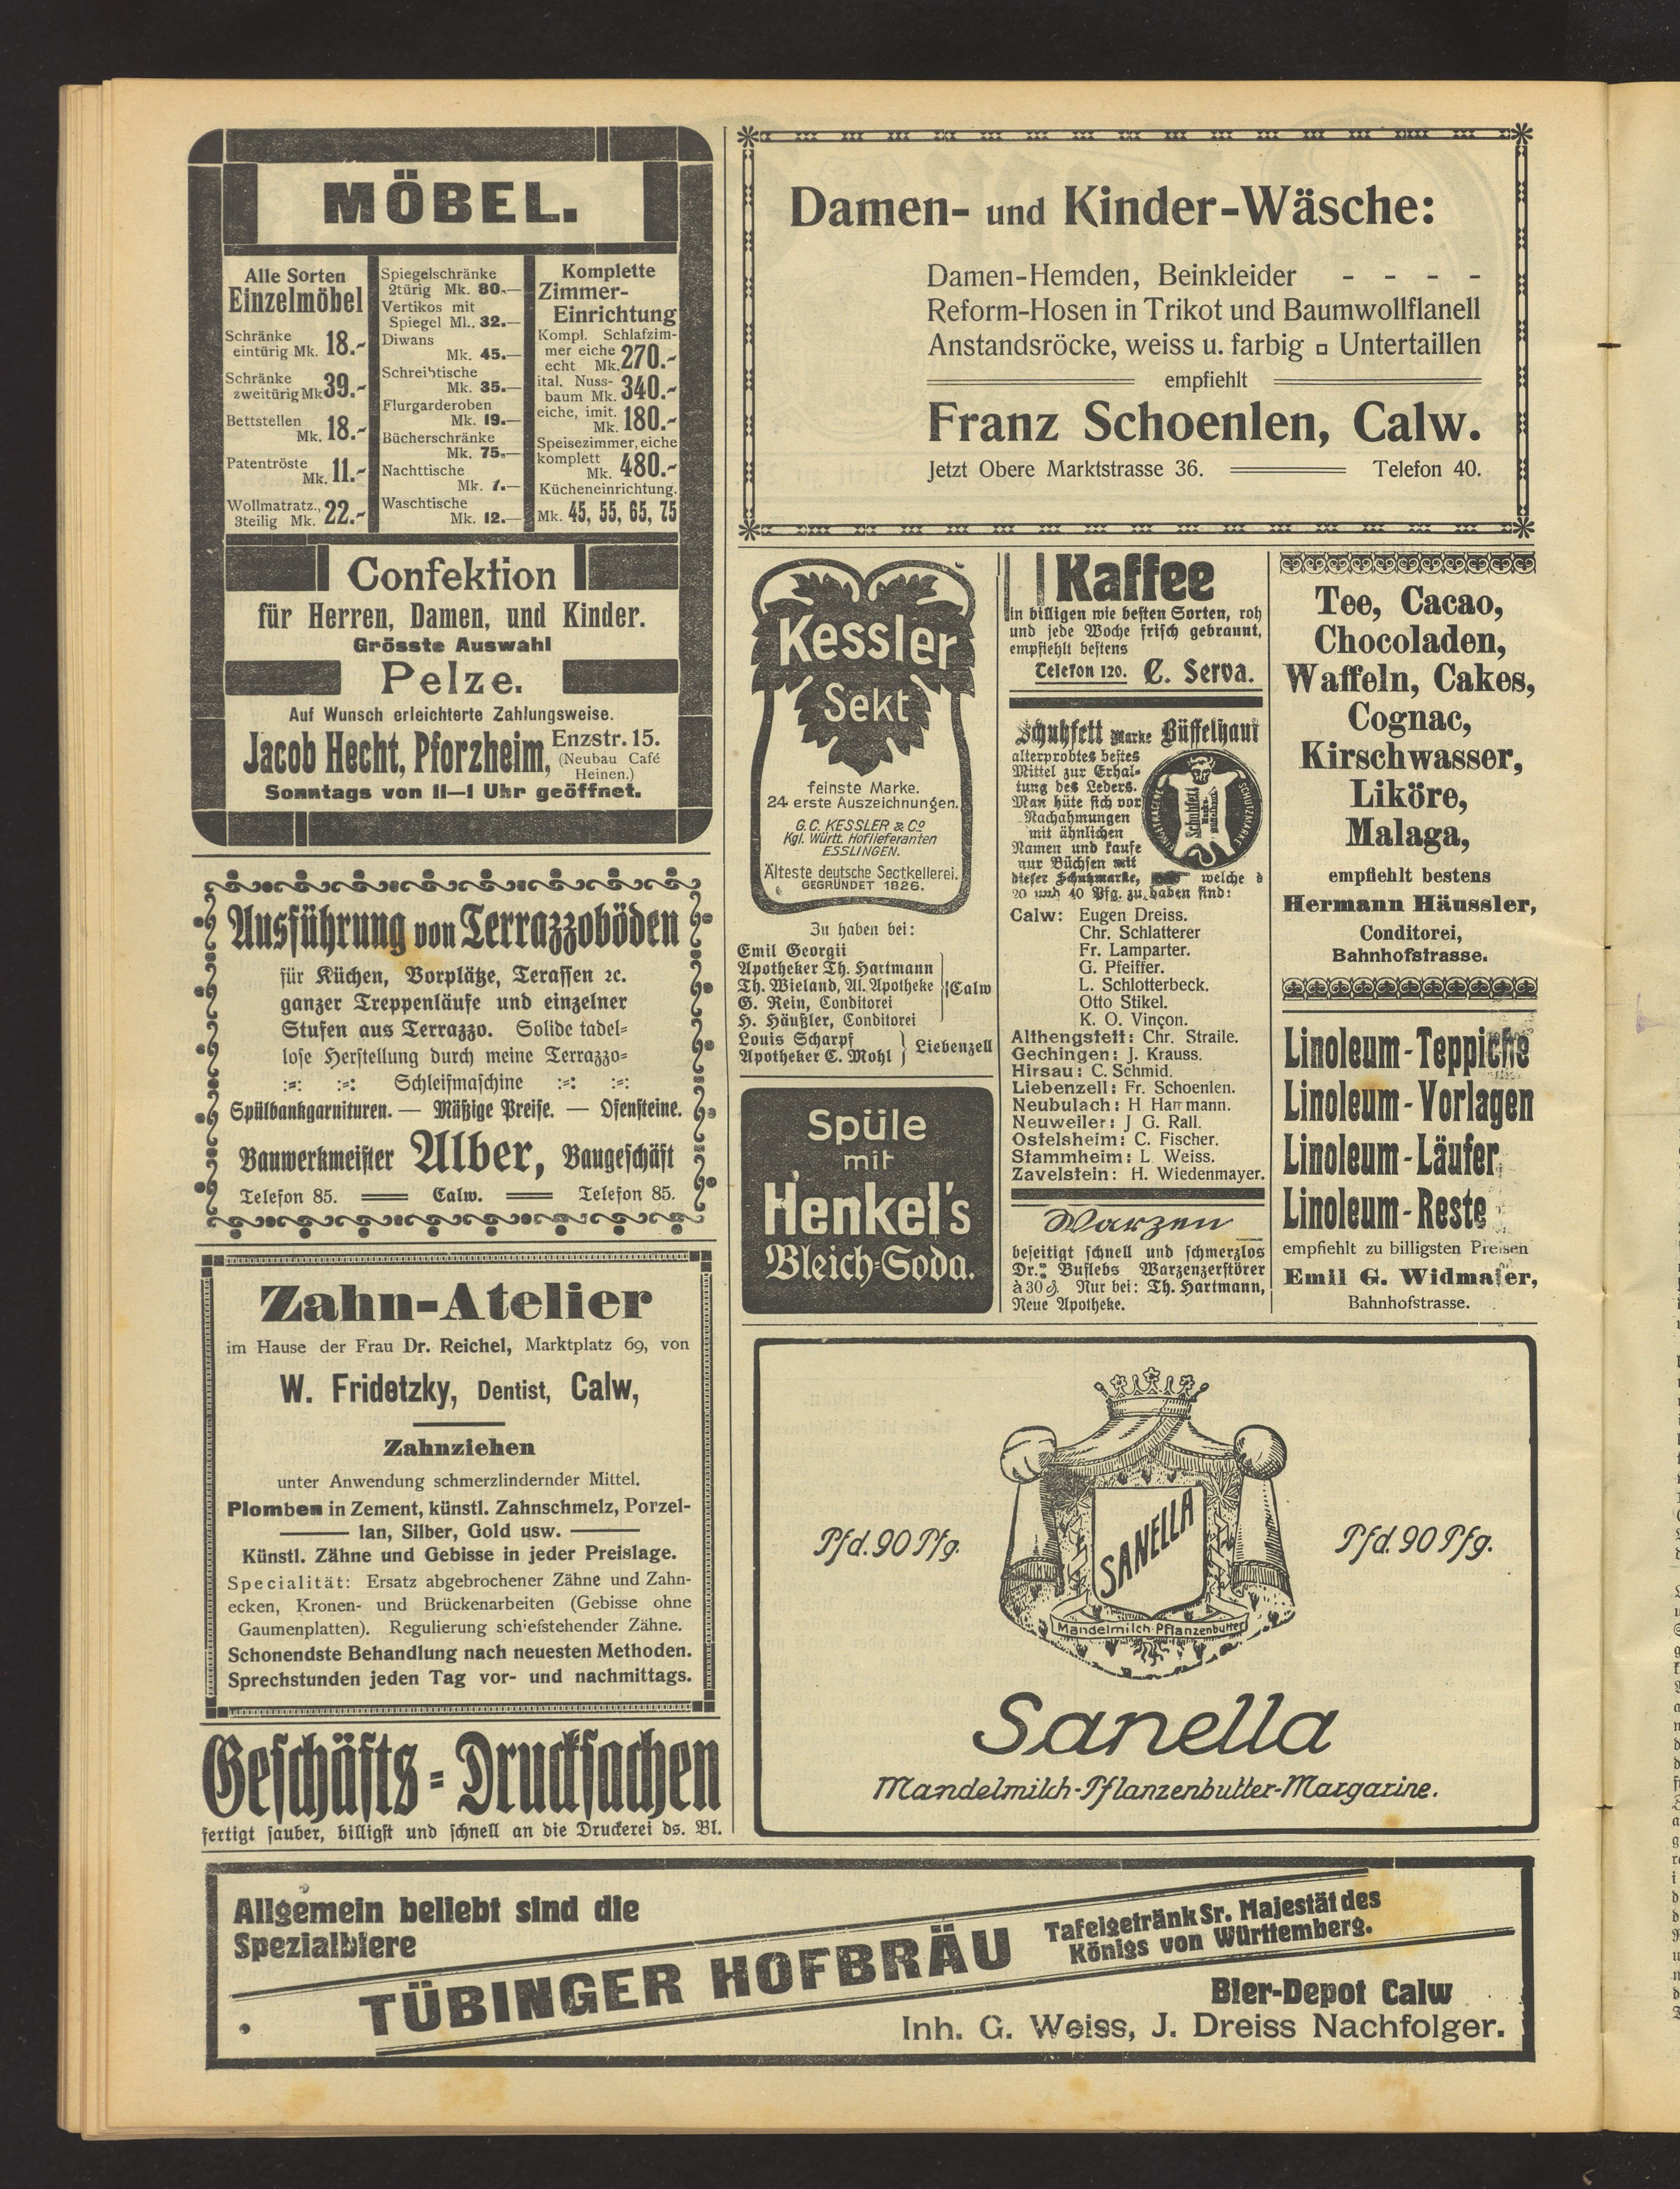 MÖBEL.
Alle Sorten
Einzelmöbel
Schränke
eintürig Mk. 18.-
Schränke
zweitürig Mk 39.-
Bettstellen
Mk. 18.-
Patentröste
Mk. 11.-
Wollmatratz.,
3teilig Mk. 22.-
Spiegelschränke
2türig Mk. 80.—
Vertikos mit
Spiegel Ml.. 32.—
Diwans
Mk. 45.—
Schreibtische
Mk. 35.—
Flurgarderoben
Mk. 19.—
Bücherschränke
Mk. 75.—
Nachttische
Mk. 7.—
Waschtische
Mk. 12.—
Komplette
Zimmer-
Einrichtung
Kompl. Schlafzim-
mer eiche
echt Mk. 270.-
ital. Nuss-
baum Mk. 340.-
eiche, imit.
Mk. 180.-
Speisezimmer, eiche
komplett
Mk. 480.-
Kücheneinrichtung.
Mk. 45, 55, 65, 75
Confektion
für Herren, Damen, und Kinder.
Grösste Auswahl
Pelze.
Auf Wunsch erleichterte Zahlungsweise.
Jacob Hecht, Pforzheim, Enzstr. 15.
(Neubau Café
Heinen.)
Sonntags von 11—1 Uhr geöffnet.
Ausführung von Terrazzoböden
für Küchen, Vorplätze, Terassen ꝛc.
ganzer Treppenläufe und einzelner
Stufen aus Terrazzo. Solide tadel=
lose Herstellung durch meine Terrazzo=
:=: :=: Schleifmaschine :=: :=:
Spülbankgarnituren. — Mäßige Preise. — Ofensteine.
Bauwerkmeister Alber, Baugeschäft
Telefon 85. Calw. Telefon 85.
Zahn-Atelier
im Hause der Frau Dr. Reichel, Marktplatz 69, von
W. Fridetzky, Dentist, Calw,
Zahnziehen
unter Anwendung schmerzlindernder Mittel.
Plomben in Zement, künstl. Zahnschmelz, Porzel-
lan, Silber, Gold usw.
Künstl. Zähne und Gebisse in jeder Preislage.
Specialität: Ersatz abgebrochener Zähne und Zahn-
ecken, Kronen- und Brückenarbeiten (Gebisse ohne
Gaumenplatten). Regulierung schiefstehender Zähne.
Schonendste Behandlung nach neuesten Methoden.
Sprechstunden jeden Tag vor- und nachmittags.
Geschäfts=Drucksachen
fertigt sauber, billigst und schnell an die Druckerei ds. Bl.
Damen- und Kinder-Wäsche:
Damen-Hemden, Beinkleider - - - -
Reform-Hosen in Trikot und Baumwollflanell
Anstandsröcke, weiss u. farbig ▫ Untertaillen
empfiehlt
Franz Schoenlen, Calw.
Jetzt Obere Marktstrasse 36. Telefon 40.
Kessler
Sekt
feinste Marke.
24 erste Auszeichnungen.
G.C. KESSLER & Co
Kgl. Württ. Hoflieferanten
ESSLINGEN.
Älteste deutsche Sectkellerei.
GEGRÜNDET 1826.
Zu haben bei:
Emil Georgii
Apotheker Th. Hartmann
Th. Wieland, Al. Apotheke
G. Rein, Conditorei
H. Häußler, Conditorei
Calw
Louis Scharpf
Apotheker C. Mohl
Liebenzell
Spüle
mit
Henkel's
Bleich=Soda.
Kaffee
in billigen wie besten Sorten, roh
und jede Woche frisch gebrannt,
empfiehlt bestens
Telefon 120. C. Serva.
Schuhfett Marke Büffelhaut
alterprobtes bestes
Mittel zur Erhal-
tung des Leders.
Man hüte sich vor
Nachahmungen
mit ähnlichen
Namen und kaufe
nur Büchsen mit
dieser Schutzmarke, welche à
20 und 40 Pfg. zu haben sind:
EINGETRAGENE
Schuhfett
SCHUTZMARKE
Calw: Eugen Dreiss.
Chr. Schlatterer
Fr. Lamparter.
G. Pfeiffer.
L. Schlotterbeck.
Otto Stikel.
K. O. Vinçon.
Althengstett: Chr. Straile.
Gechingen: J. Krauss.
Hirsau: C. Schmid.
Liebenzell: Fr. Schoenlen.
Neubulach: H Harrmann.
Neuweiler: J G. Rall.
Ostelsheim: C. Fischer.
Stammheim: L. Weiss.
Zavelstein: H. Wiedenmayer.
Warzen
beseitigt schnell und schmerzlos
Dr. Buflebs Warzenzerstörer
à 30 ₰. Nur bei: Th. Hartmann,
Neue Apotheke.
Tee, Cacao,
Chocoladen,
Waffeln, Cakes,
Cognac,
Kirschwasser,
Liköre,
Malaga,
empfiehlt bestens
Hermann Häussler,
Conditorei,
Bahnhofstrasse.
Linoleum-Teppiche
Linoleum-Vorlagen
Linoleum-Läufer
Linoleum-Reste
empfiehlt zu billigsten Preisen
Emil G. Widmaier,
Bahnhofstrasse.
Pfd. 90 Pfg.
SANELLA
Mandelmilch-Pflanzenbutter
Pfd. 90 Pfg.
Sanella
Mandelmilch-Pflanzenbutter-Margarine.
Allgemein beliebt sind die
Spezialbiere
TÜBINGER HOFBRÄU
Tafelgetränk Sr. Majestät des
Königs von Württemberg.
Bier-Depot Calw
Inh. G. Weiss, J. Dreiss Nachfolger.